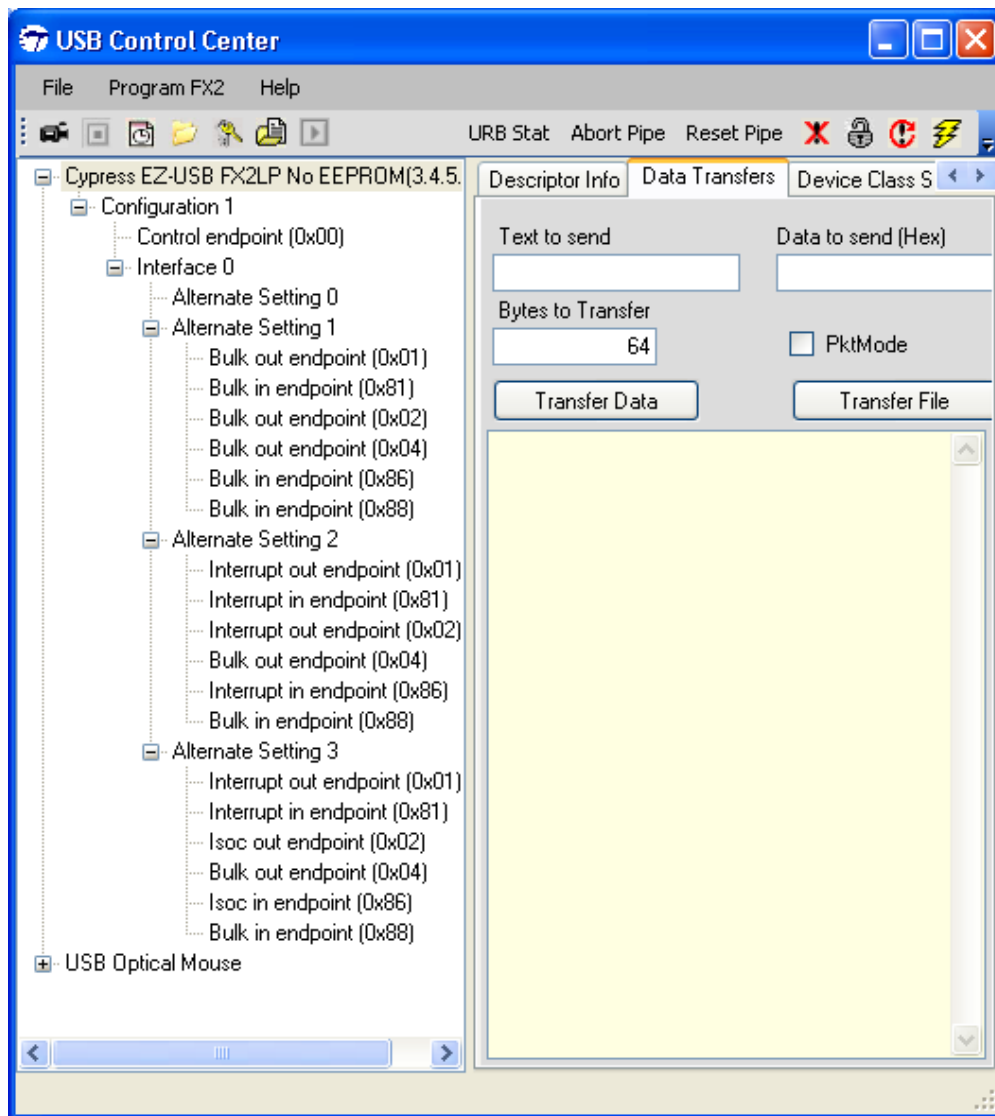 USB Control Center
File Program FX2 Help
URB Stat Abort Pipe Reset Pipe
Cypress EZ-USB FX2LP No EEPROM(3.4.5.
Configuration 1
Control endpoint (0x00)
Interface 0
Alternate Setting 0
Alternate Setting 1
Bulk out endpoint (0x01)
Bulk in endpoint (0x81)
Bulk out endpoint (0x02)
Bulk out endpoint (0x04)
Bulk in endpoint (0x86)
Bulk in endpoint (0x88)
Alternate Setting 2
Interrupt out endpoint (0x01)
Interrupt in endpoint (0x81)
Interrupt out endpoint (0x02)
Bulk out endpoint (0x04)
Interrupt in endpoint (0x86)
Bulk in endpoint (0x88)
Alternate Setting 3
Interrupt out endpoint (0x01)
Interrupt in endpoint (0x81)
Isoc out endpoint (0x02)
Bulk out endpoint (0x04)
Isoc in endpoint (0x86)
Bulk in endpoint (0x88)
USB Optical Mouse
Descriptor Info Data Transfers Device Class S
Text to send Data to send (Hex)
Bytes to Transfer
64 PktMode
Transfer Data Transfer File